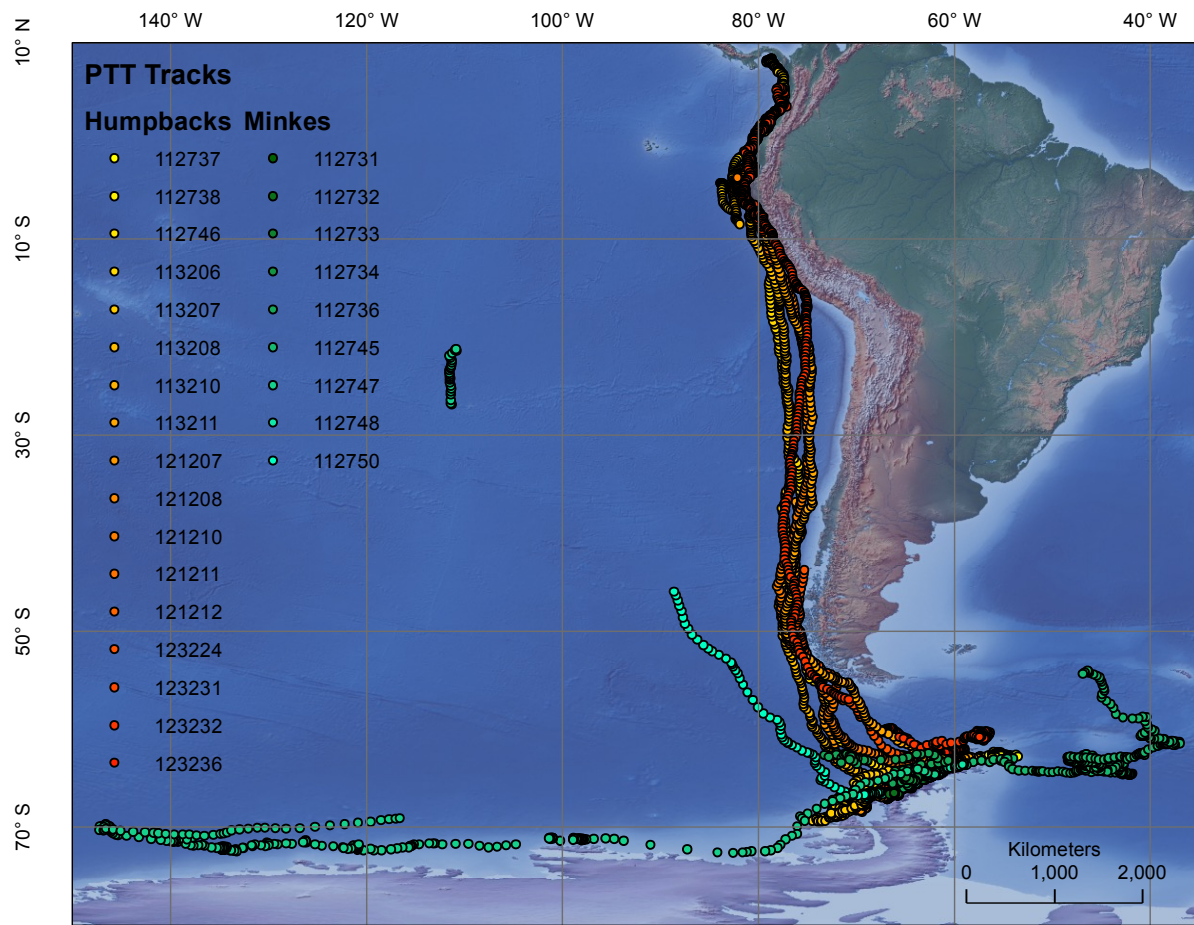 140° W 120° W 100° W 80° W 60° W 40° W
10° N
PTT Tracks
Humpbacks Minkes
112737 112731
112738 112732
112746 112733
113206 112734
113207 112736
113208 112745
113210 112747
113211 112748
121207 112750
121208
121210
121211
121212
123224
123231
123232
123236
10° S
30° S
50° S
70° S
Kilometers
0 1,000 2,000